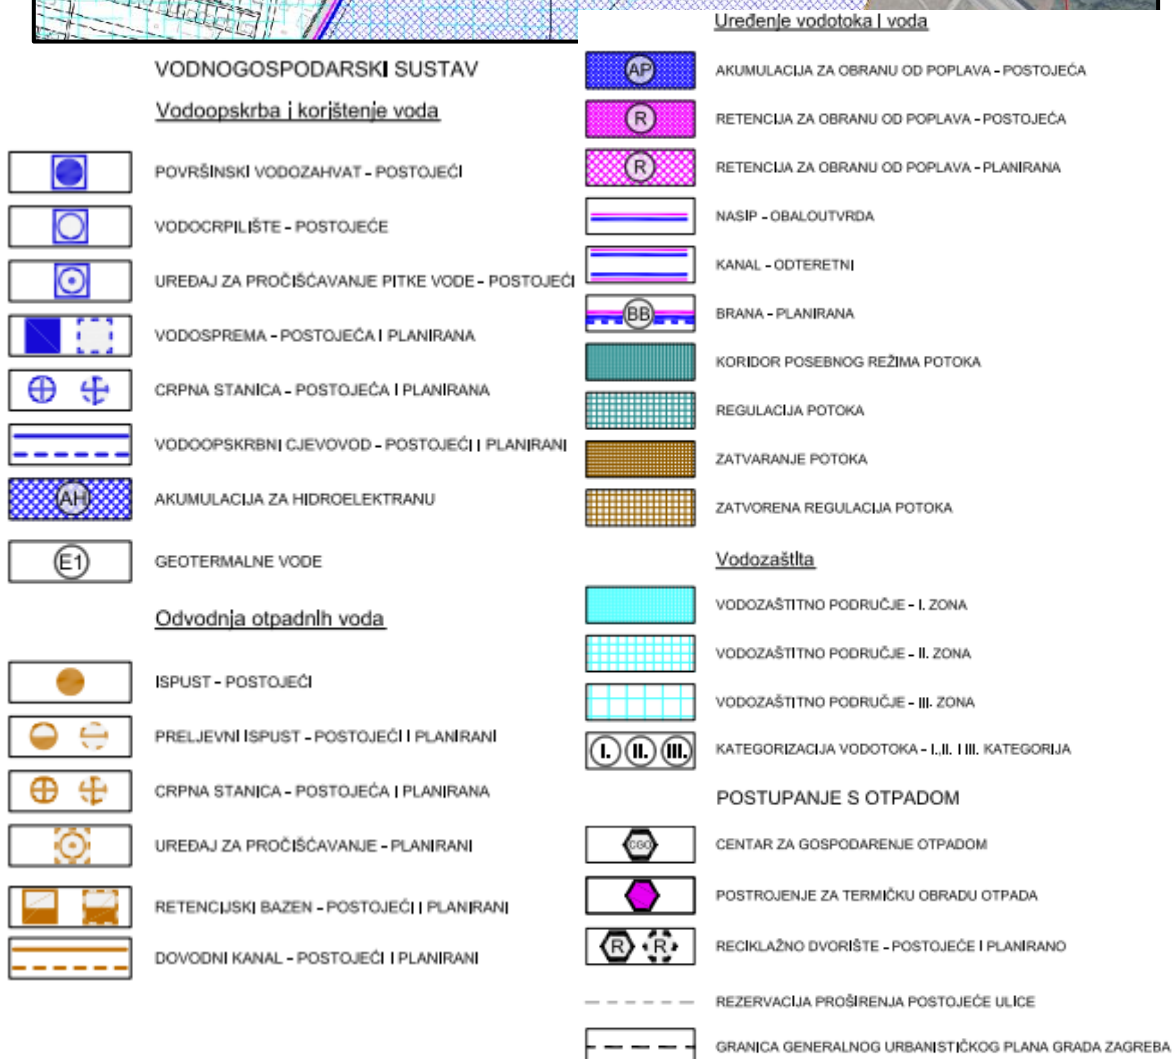 VODNOGOSPODARSKI SUSTAV
Vodoopskrba i korištenje voda
POVRŠINSKI VODOZAHVAT - POSTOJEĆI
VODOCRPILIŠTE - POSTOJEĆE
UREĐAJ ZA PROČIŠĆAVANJE PITKE VODE - POSTOJEĆI
VODOSPREMA - POSTOJEĆA I PLANIRANA
CRPNA STANICA - POSTOJEĆA I PLANIRANA
VODOOPSKRBNI CJEVOVOD - POSTOJEĆI I PLANIRANI
AH AKUMULACIJA ZA HIDROELEKTRANU
E1 GEOTERMALNE VODE
Odvodnja otpadnih voda
ISPUST - POSTOJEĆI
PRELJEVNI ISPUST - POSTOJEĆI I PLANIRANI
CRPNA STANICA - POSTOJEĆA I PLANIRANA
UREĐAJ ZA PROČIŠĆAVANJE - PLANIRANI
RETENCIJSKI BAZEN - POSTOJEĆI I PLANIRANI
DOVODNI KANAL - POSTOJEĆI I PLANIRANI
Uređenje vodotoka i voda
AP AKUMULACIJA ZA OBRANU OD POPLAVA - POSTOJEĆA
R RETENCIJA ZA OBRANU OD POPLAVA - POSTOJEĆA
R RETENCIJA ZA OBRANU OD POPLAVA - PLANIRANA
NASIP - OBALOUTVRDA
KANAL - ODTERETNI
BB BRANA - PLANIRANA
KORIDOR POSEBNOG REŽIMA POTOKA
REGULACIJA POTOKA
ZATVARANJE POTOKA
ZATVORENA REGULACIJA POTOKA
Vodozaštita
VODOZAŠTITNO PODRUČJE - I. ZONA
VODOZAŠTITNO PODRUČJE - II. ZONA
VODOZAŠTITNO PODRUČJE - III. ZONA
I. II. III. KATEGORIZACIJA VODOTOKA - I.,II. I III. KATEGORIJA
POSTUPANJE S OTPADOM
CGO CENTAR ZA GOSPODARENJE OTPADOM
POSTROJENJE ZA TERMIČKU OBRADU OTPADA
R R RECIKLAŽNO DVORIŠTE - POSTOJEĆE I PLANIRANO
REZERVACIJA PROŠIRENJA POSTOJEĆE ULICE
GRANICA GENERALNOG URBANISTIČKOG PLANA GRADA ZAGREBA